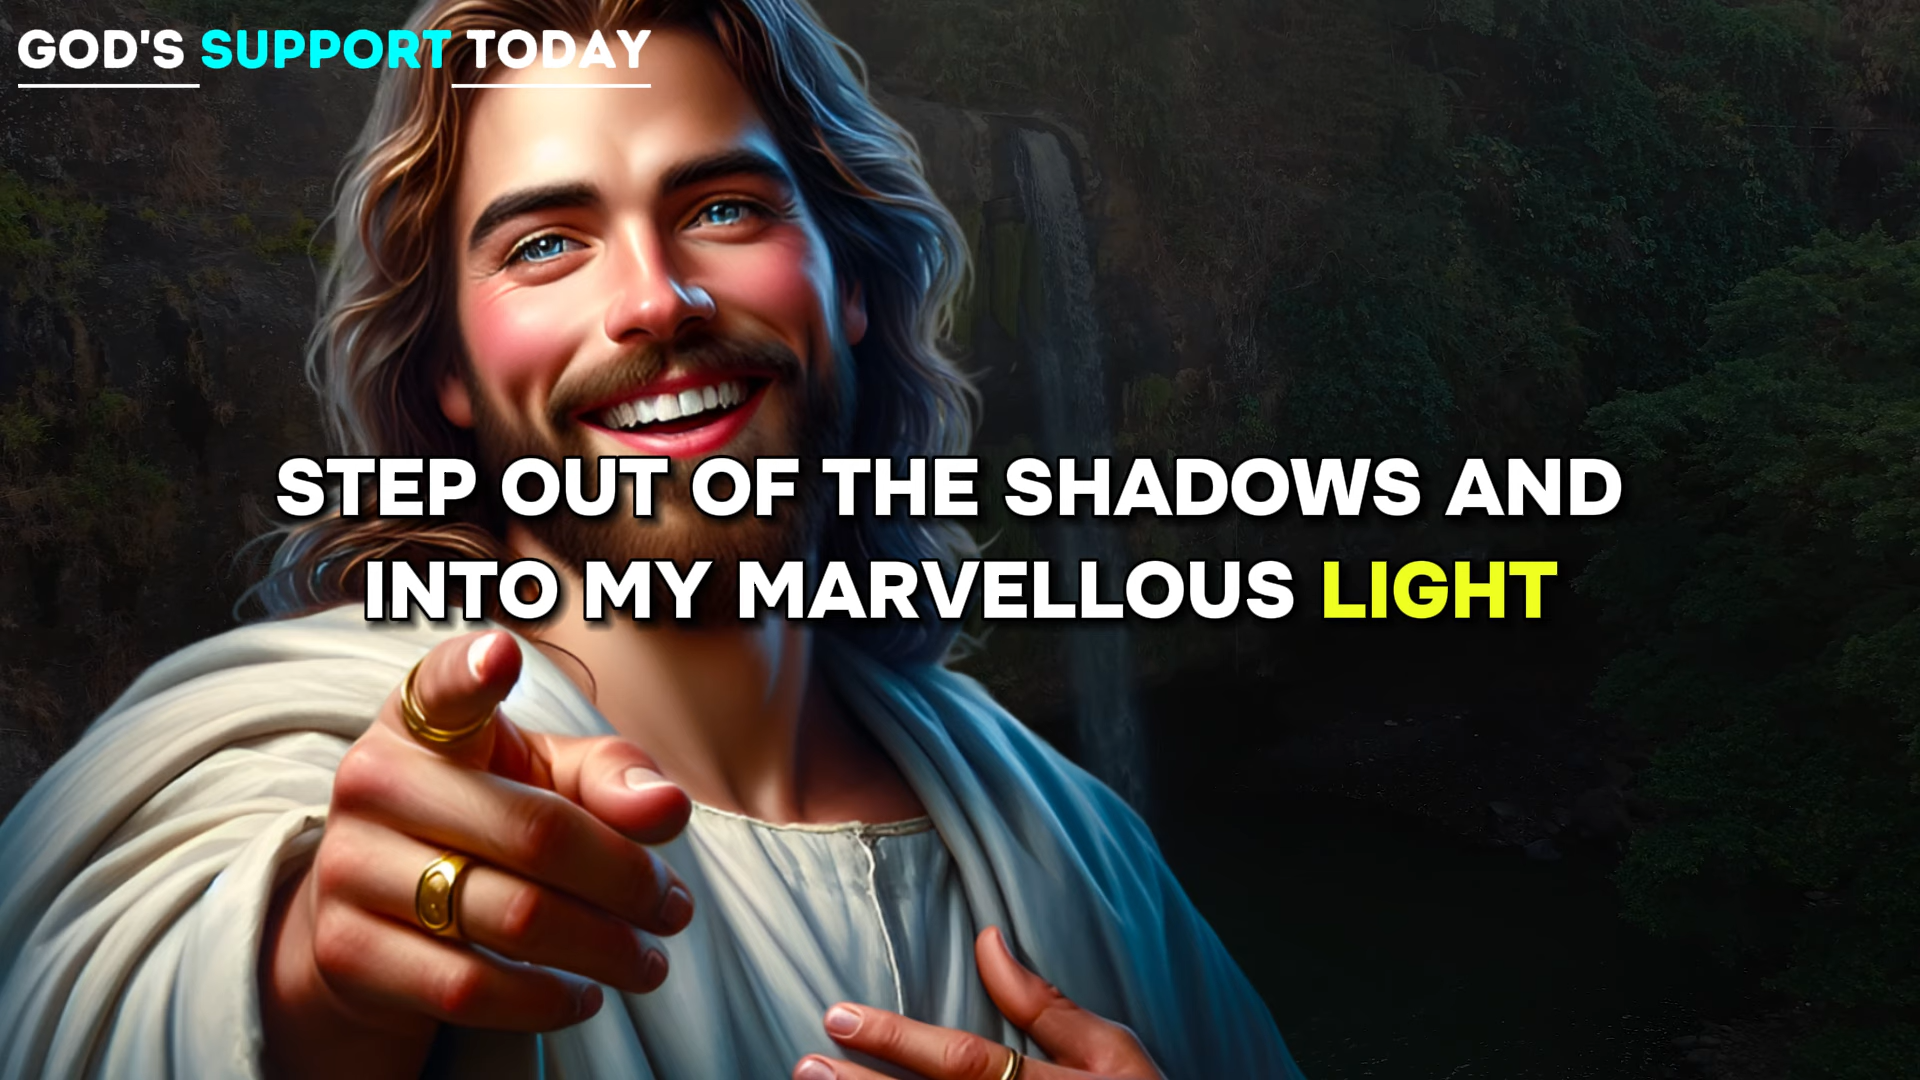 GOD'S SUPPORT TODAY
STEP OUT OF THE SHADOWS AND
INTO MY MARVELLOUS LIGHT